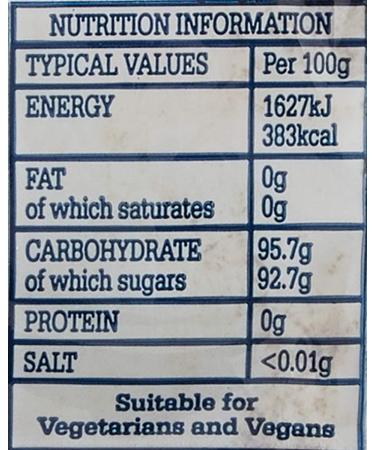 NUTRITION INFORMATION
TYPICAL VALUES Per 100g
ENERGY 1627kJ
383kcal
FAT 0g
of which saturates 0g
CARBOHYDRATE 95.7g
of which sugars 92.7g
PROTEIN 0g
SALT <0.01g
Suitable for
Vegetarians and Vegans